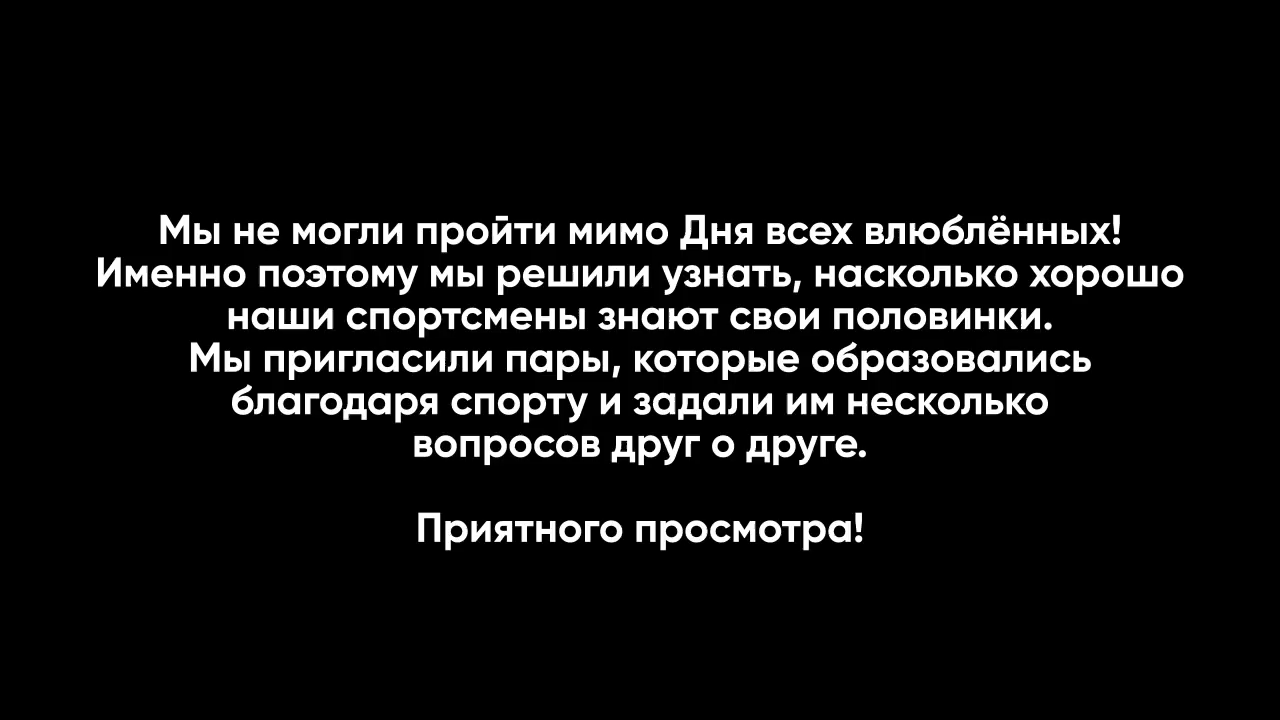 Мы не могли пройти мимо Дня всех влюблённых!
Именно поэтому мы решили узнать, насколько хорошо
наши спортсмены знают свои половинки.
Мы пригласили пары, которые образовались
благодаря спорту и задали им несколько
вопросов друг о друге.
Приятного просмотра!